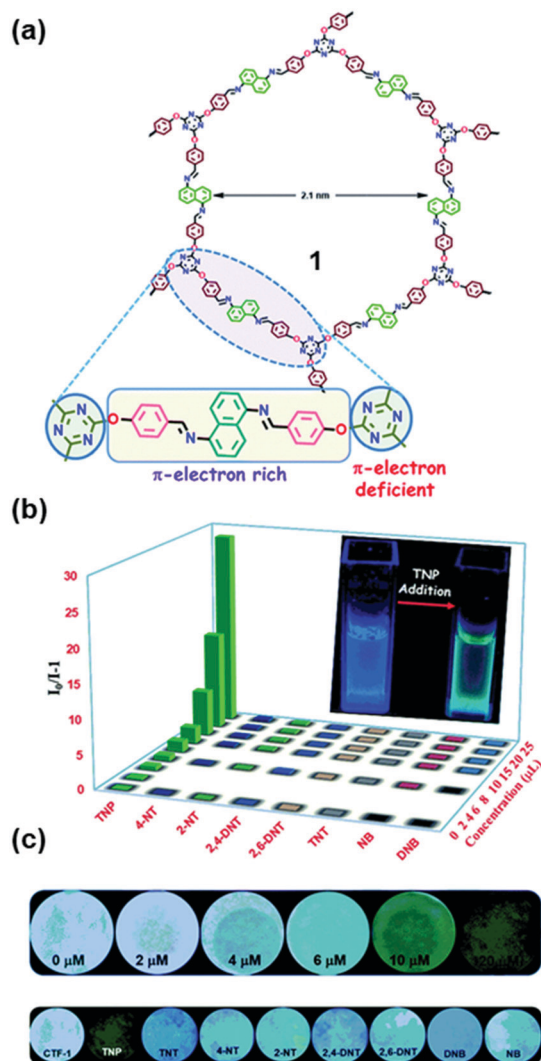 (a)
2.1 nm
1
N N N O N N O N N N
π-electron rich
π-electron
deficient
(b)
TNP
Addition
30
25
20
15
10
5
0
I₀/I-1
TNP
4-NT
2-NT
2,4-DNT
2,6-DNT
TNT
NB
DNB
0 2 4 6 8 10 15 20 25
Concentration (μL)
(c)
0 μM 2 μM 4 μM 6 μM 10 μM 120 μM
CTF-1 TNP TNT 4-NT 2-NT 2,4-DNT 2,6-DNT DNB NB